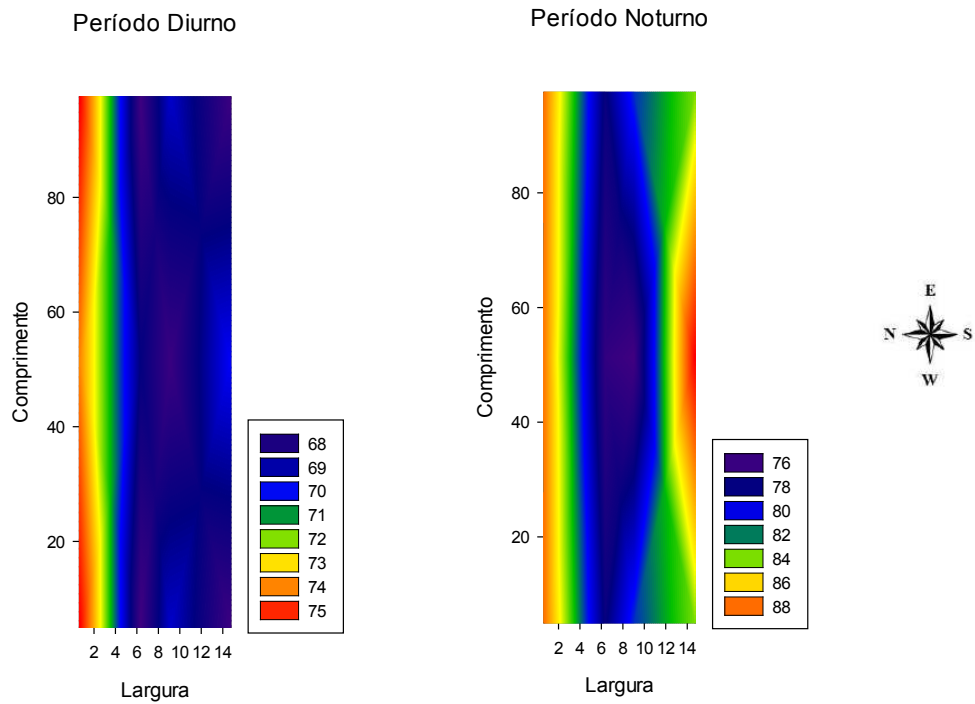 Período Diurno
Período Noturno
Comprimento
80
60
40
20
2 4 6 8 10 12 14
Largura
68
69
70
71
72
73
74
75
Comprimento
80
60
40
20
2 4 6 8 10 12 14
Largura
76
78
80
82
84
86
88
E
N S
W